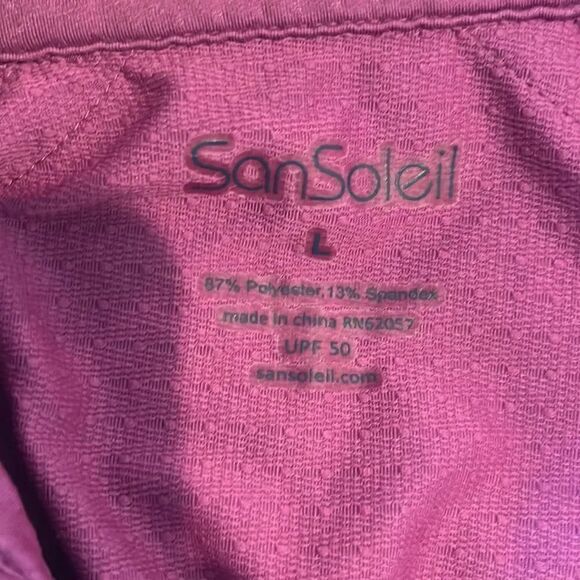 SanSoleil
L
87% Polyester, 13% Spandex
made in china RN62057
UPF 50
sansoleil.com